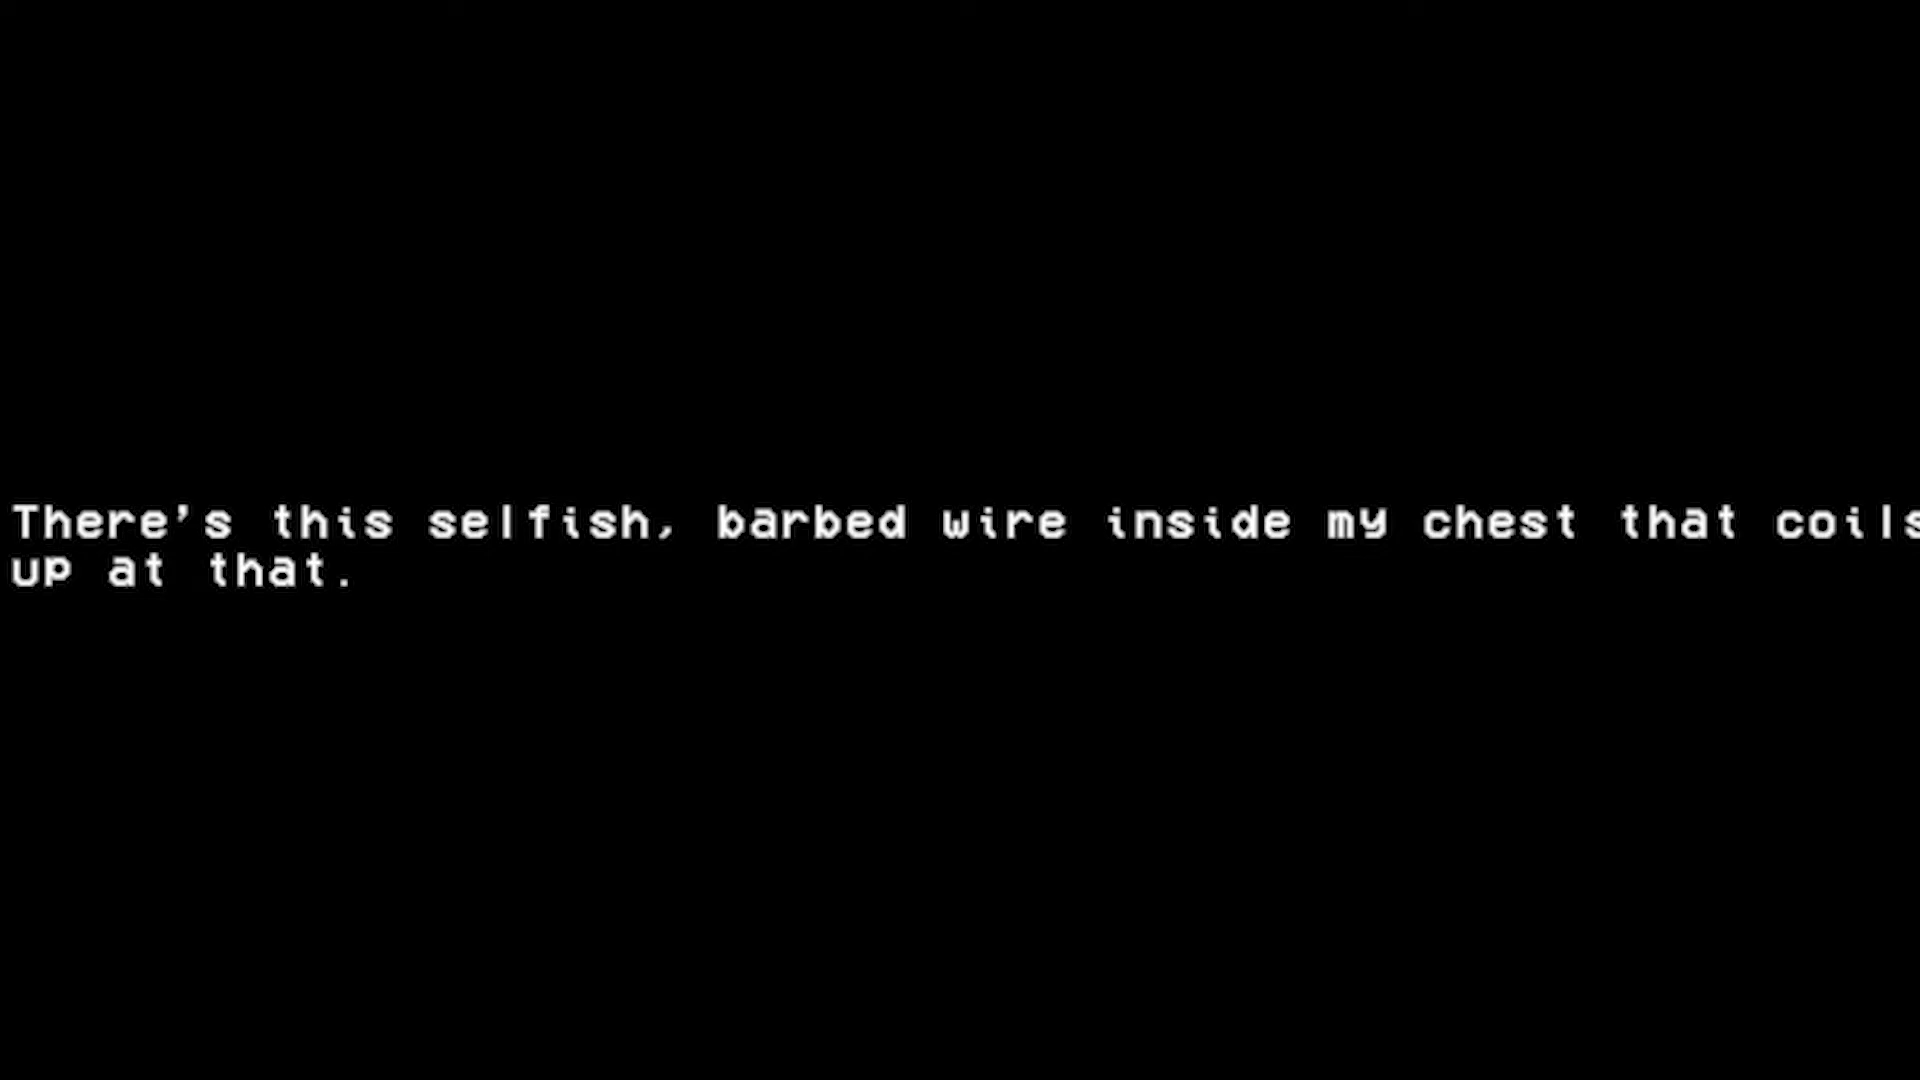 There's this selfish, barbed wire inside my chest that coils
up at that.